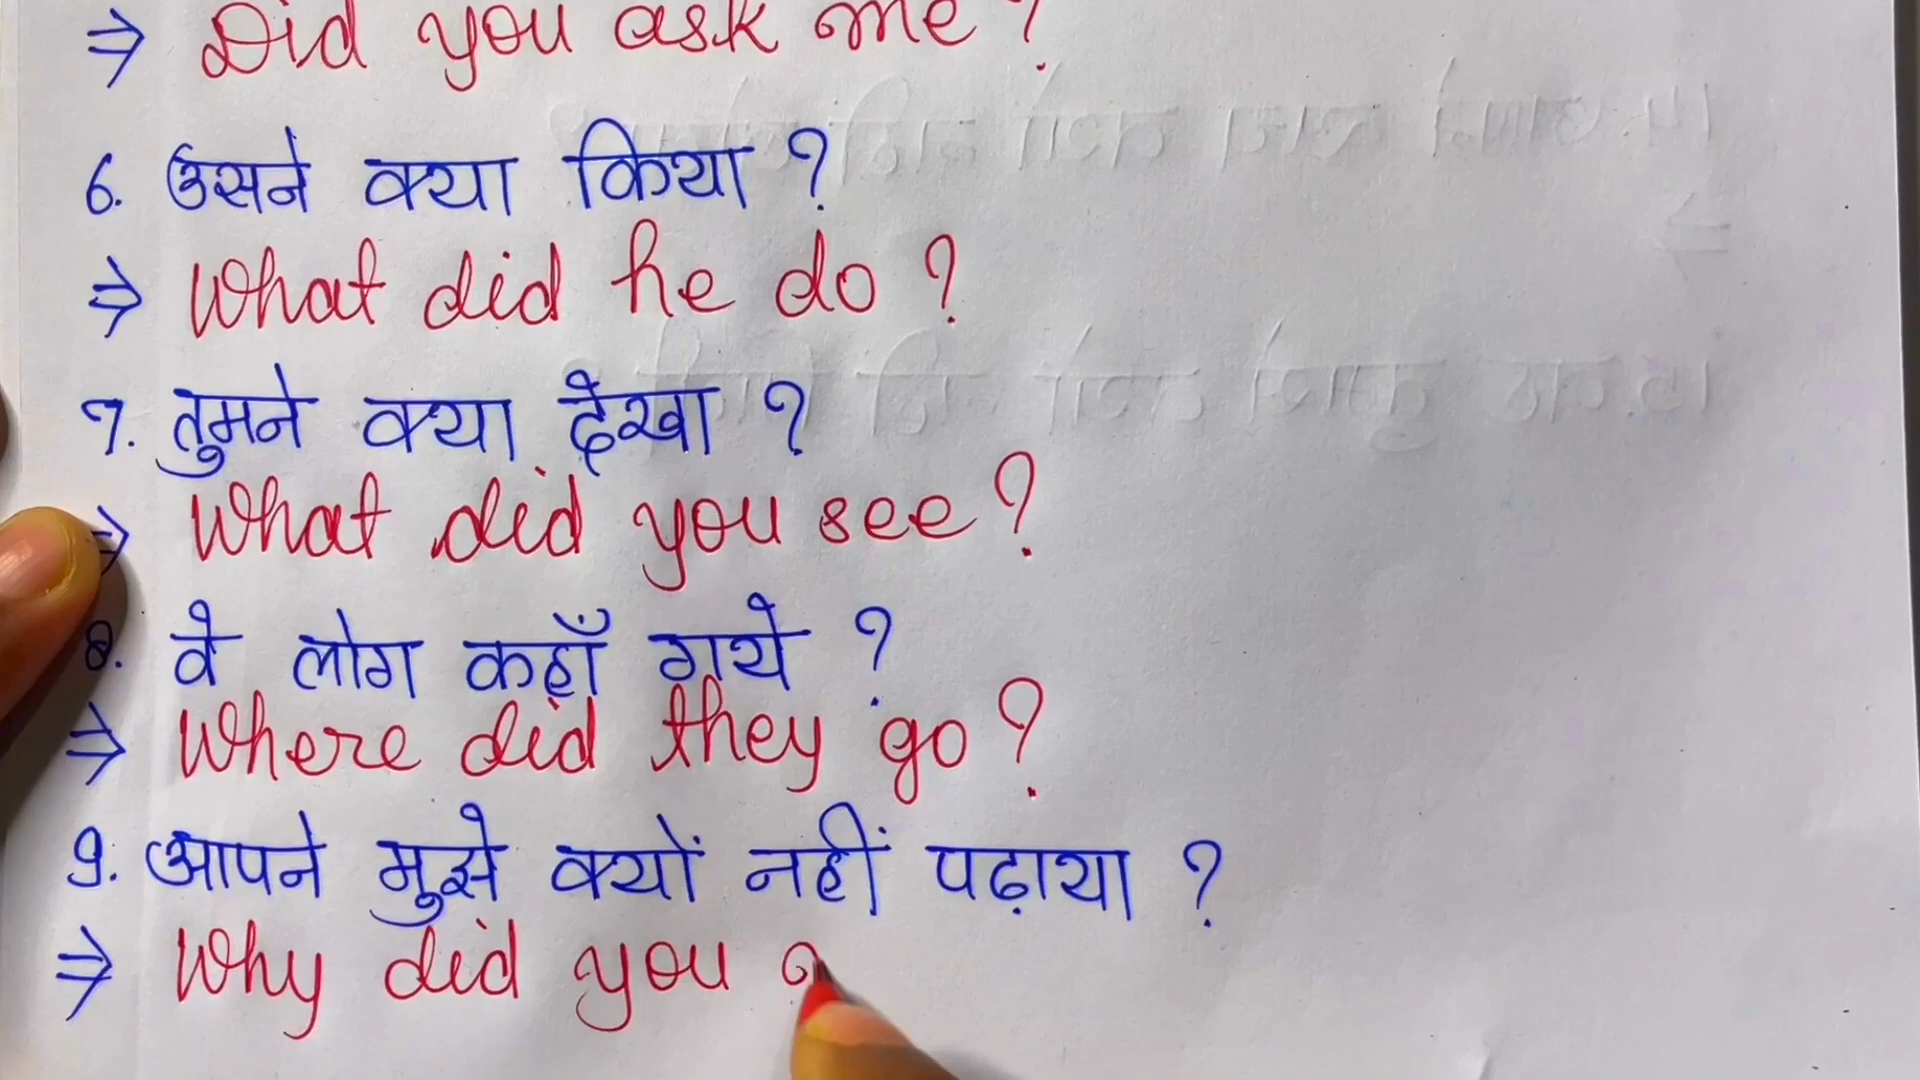 ⇒ Did you ask me?
6. उसने क्या किया ?
⇒ What did he do ?
7. तुमने क्या देखा ?
⇒ What did you see?
8. वे लोग कहाँ गये ?
⇒ Where did they go?
9. आपने मुझे क्यों नहीं पढ़ाया ?
⇒ Why did you